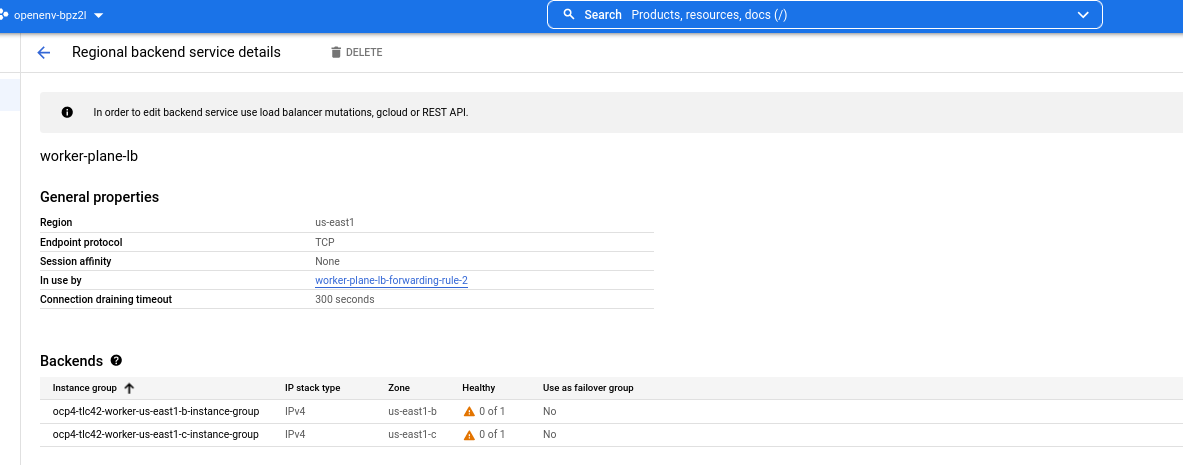 openenv-bpz2l
Search Products, resources, docs (/)
Regional backend service details
DELETE
In order to edit backend service use load balancer mutations, gcloud or REST API.
worker-plane-lb
General properties
Region us-east1
Endpoint protocol TCP
Session affinity None
In use by worker-plane-lb-forwarding-rule-2
Connection draining timeout 300 seconds
Backends
Instance group IP stack type Zone Healthy Use as failover group
ocp4-tlc42-worker-us-east1-b-instance-group IPv4 us-east1-b 0 of 1 No
ocp4-tlc42-worker-us-east1-c-instance-group IPv4 us-east1-c 0 of 1 No